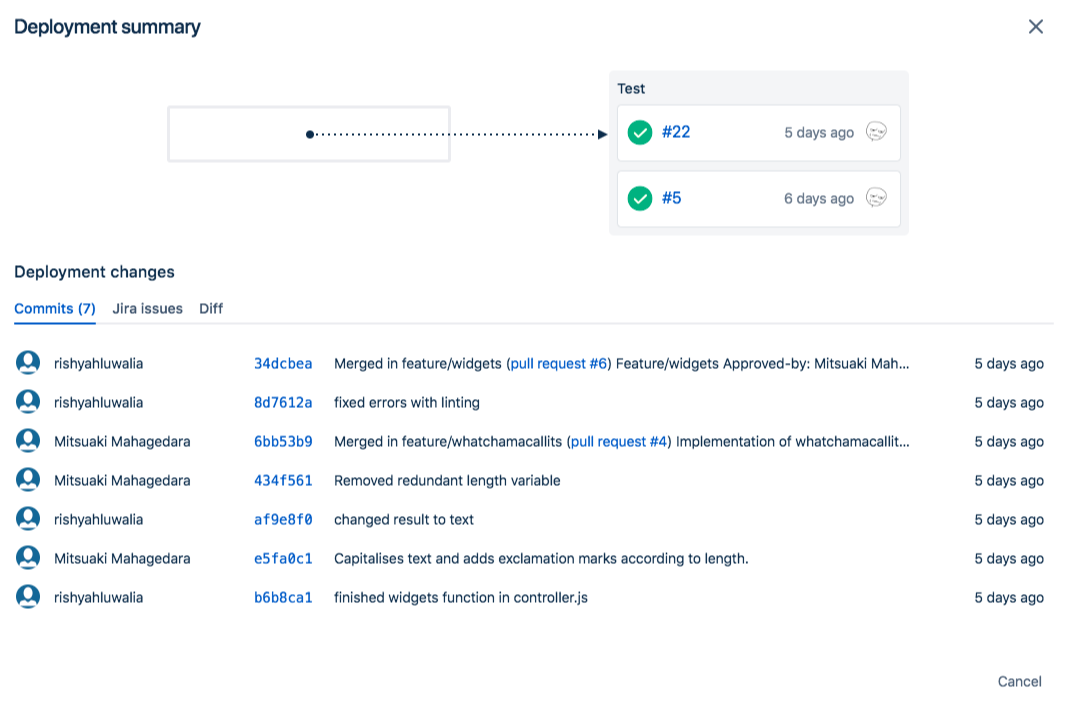 Deployment summary
Test
#22 5 days ago
#5 6 days ago
Deployment changes
Commits (7) Jira issues Diff
rishyahluwalia 34dcbea Merged in feature/widgets (pull request #6) Feature/widgets Approved-by: Mitsuaki Mah... 5 days ago
rishyahluwalia 8d7612a fixed errors with linting 5 days ago
Mitsuaki Mahagedara 6bb53b9 Merged in feature/whatchamacallits (pull request #4) Implementation of whatchamacallit... 5 days ago
Mitsuaki Mahagedara 434f561 Removed redundant length variable 5 days ago
rishyahluwalia af9e8f0 changed result to text 5 days ago
Mitsuaki Mahagedara e5fa0c1 Capitalises text and adds exclamation marks according to length. 5 days ago
rishyahluwalia b6b8ca1 finished widgets function in controller.js 5 days ago
Cancel